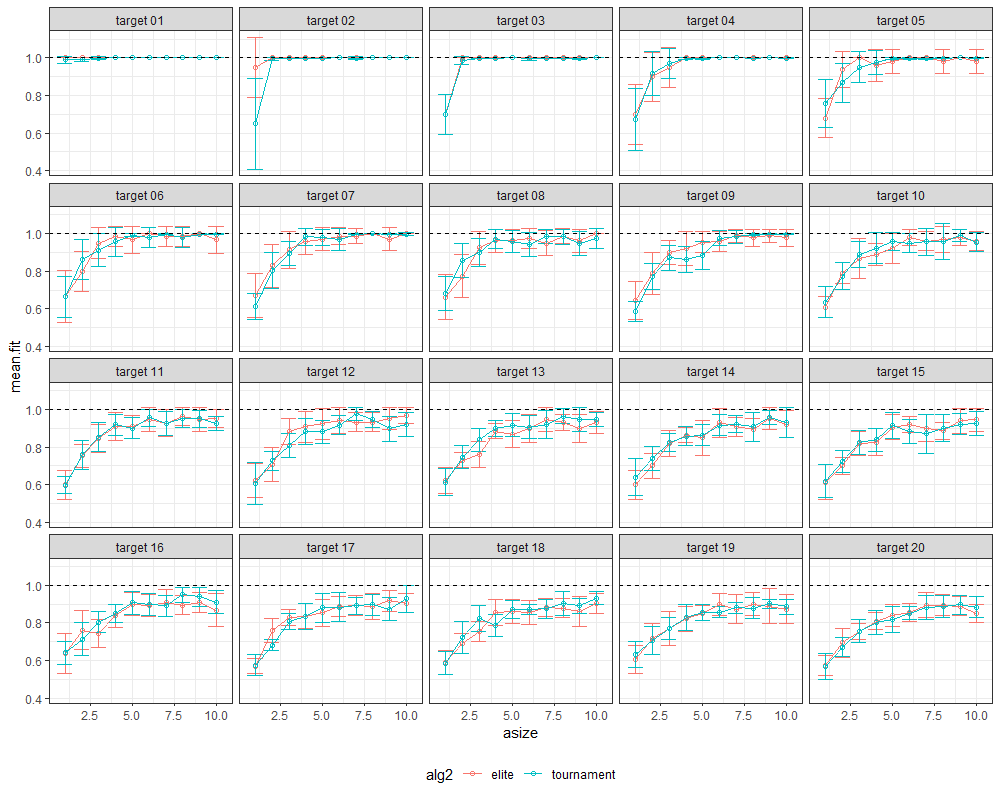 target 01 target 02 target 03 target 04 target 05
1.0
0.8
0.6
0.4
target 06 target 07 target 08 target 09 target 10
1.0
0.8
0.6
0.4
mean.fit
target 11 target 12 target 13 target 14 target 15
1.0
0.8
0.6
0.4
target 16 target 17 target 18 target 19 target 20
1.0
0.8
0.6
0.4
2.5 5.0 7.5 10.0 2.5 5.0 7.5 10.0 2.5 5.0 7.5 10.0 2.5 5.0 7.5 10.0 2.5 5.0 7.5 10.0
asize
alg2 elite tournament